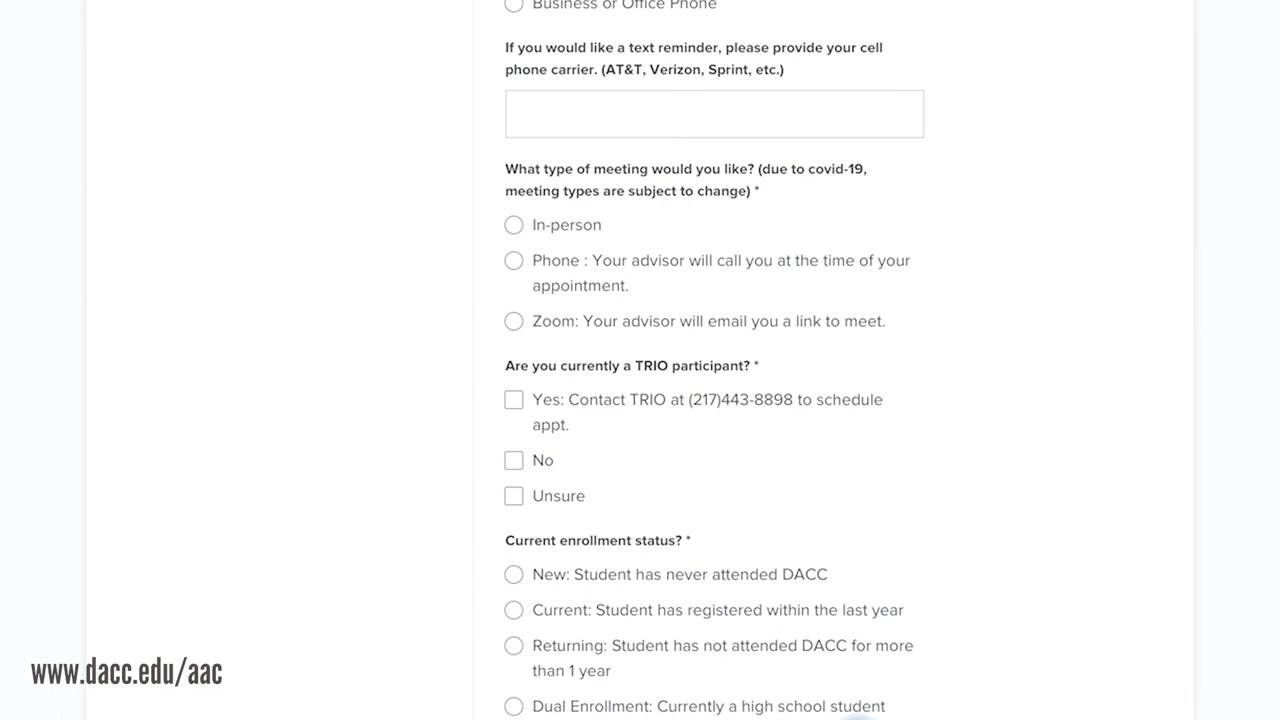 Business or Office Phone
If you would like a text reminder, please provide your cell
phone carrier. (AT&T, Verizon, Sprint, etc.)
What type of meeting would you like? (due to covid-19,
meeting types are subject to change) *
In-person
Phone : Your advisor will call you at the time of your
appointment.
Zoom: Your advisor will email you a link to meet.
Are you currently a TRIO participant? *
Yes: Contact TRIO at (217)443-8898 to schedule
appt.
No
Unsure
Current enrollment status? *
New: Student has never attended DACC
Current: Student has registered within the last year
Returning: Student has not attended DACC for more
than 1 year
Dual Enrollment: Currently a high school student
www.dacc.edu/aac